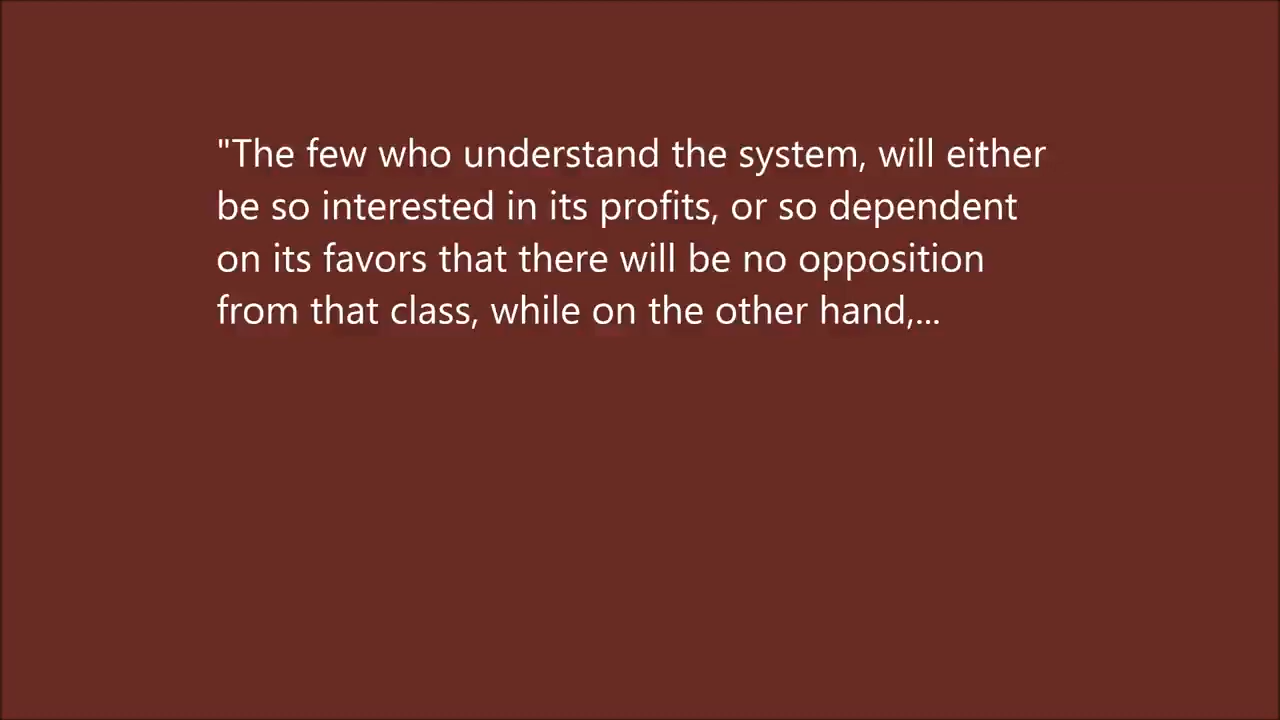 "The few who understand the system, will either
be so interested in its profits, or so dependent
on its favors that there will be no opposition
from that class, while on the other hand,...